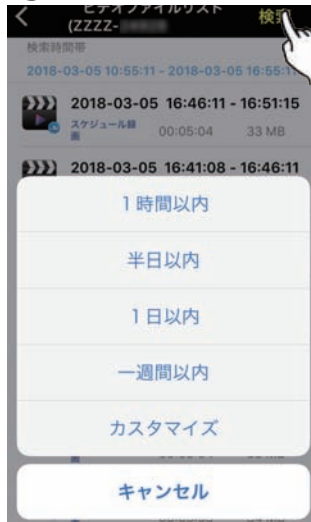 ビデオファイルリスト
(ZZZZ-
検索
検索時間帯
2018-03-05 10:55:11 - 2018-03-05 16:55:11
2018-03-05 16:46:11 - 16:51:15
スケジュール録画
00:05:04 33 MB
2018-03-05 16:41:08 - 16:46:11
1時間以内
半日以内
1日以内
一週間以内
カスタマイズ
キャンセル